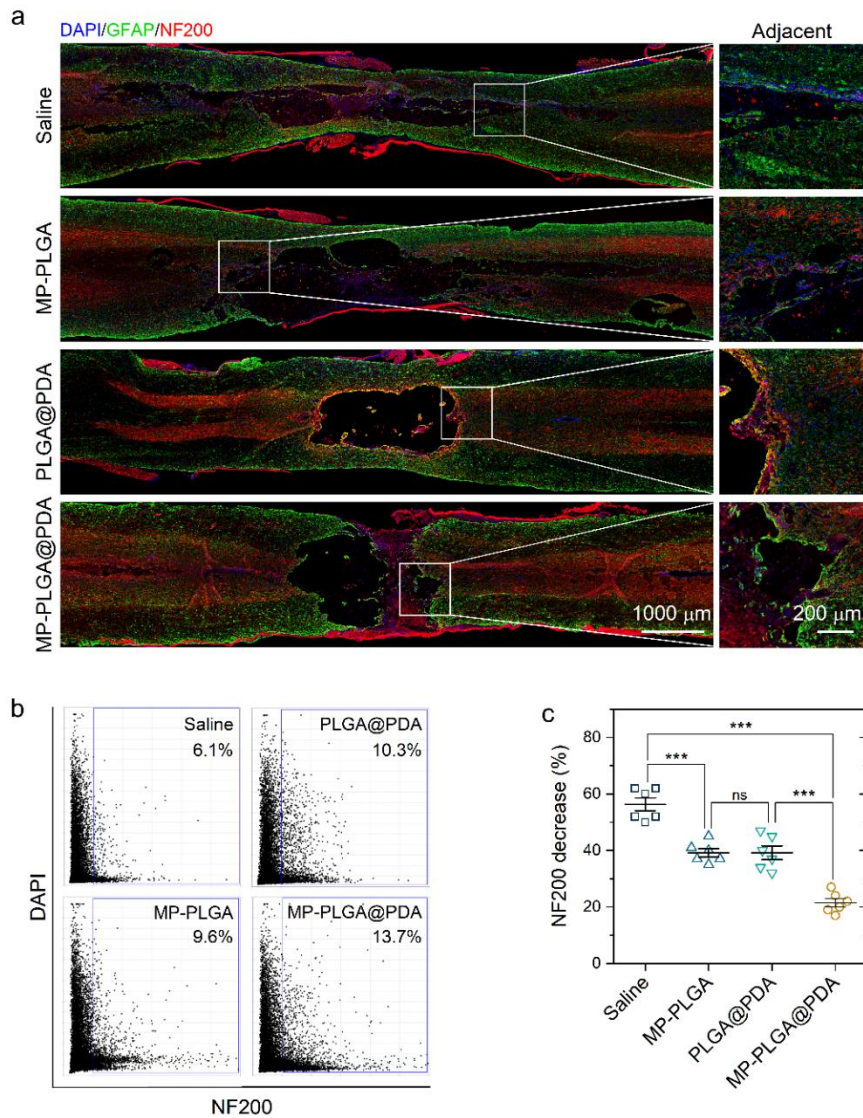 a
DAPI/GFAP/NF200
Adjacent
Saline
MP-PLGA
PLGA@PDA
MP-PLGA@PDA
1000 μm
200 μm
b
Saline
6.1%
PLGA@PDA
10.3%
MP-PLGA
9.6%
MP-PLGA@PDA
13.7%
DAPI
NF200
c
NF200 decrease (%)
80
60
40
20
0
***
***
ns
***
Saline
MP-PLGA
PLGA@PDA
MP-PLGA@PDA